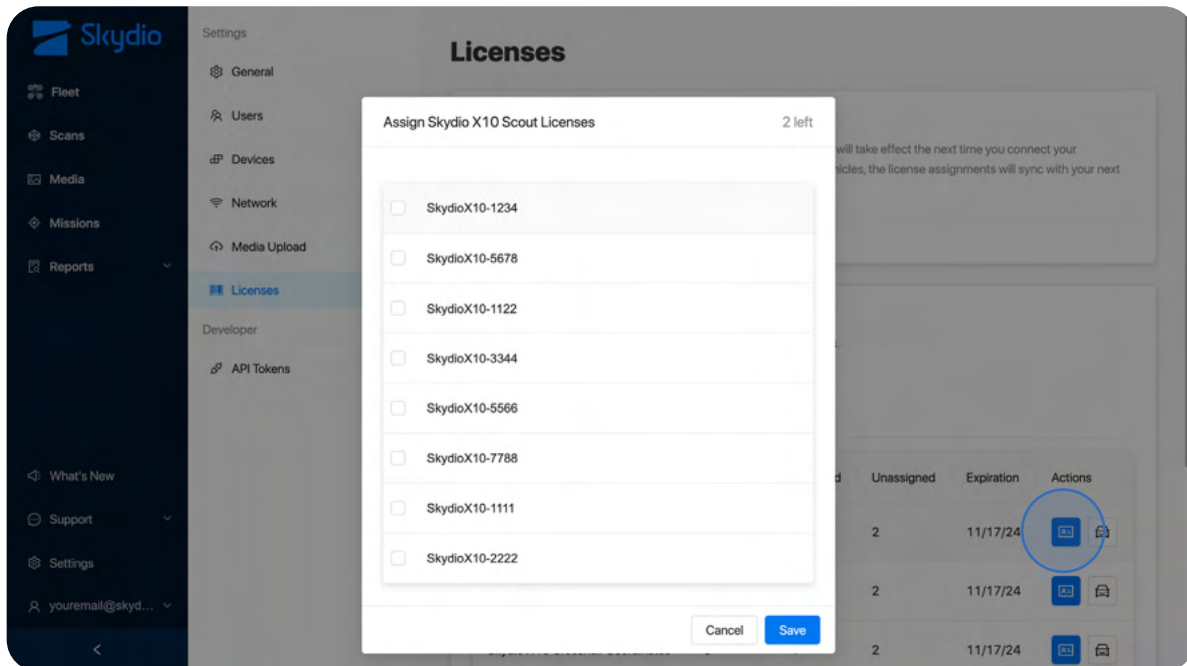 Skydio
Fleet
Scans
Media
Missions
Reports
What's New
Support
Settings
youremail@skyd...
Settings
General
Users
Devices
Network
Media Upload
Licenses
Developer
API Tokens
Licenses
will take effect the next time you connect your
the license assignments will sync with your next
Assign Skydio X10 Scout Licenses 2 left
SkydioX10-1234
SkydioX10-5678
SkydioX10-1122
SkydioX10-3344
SkydioX10-5566
SkydioX10-7788
SkydioX10-1111
SkydioX10-2222
Cancel Save
Unassigned Expiration Actions
2 11/17/24
2 11/17/24
2 11/17/24